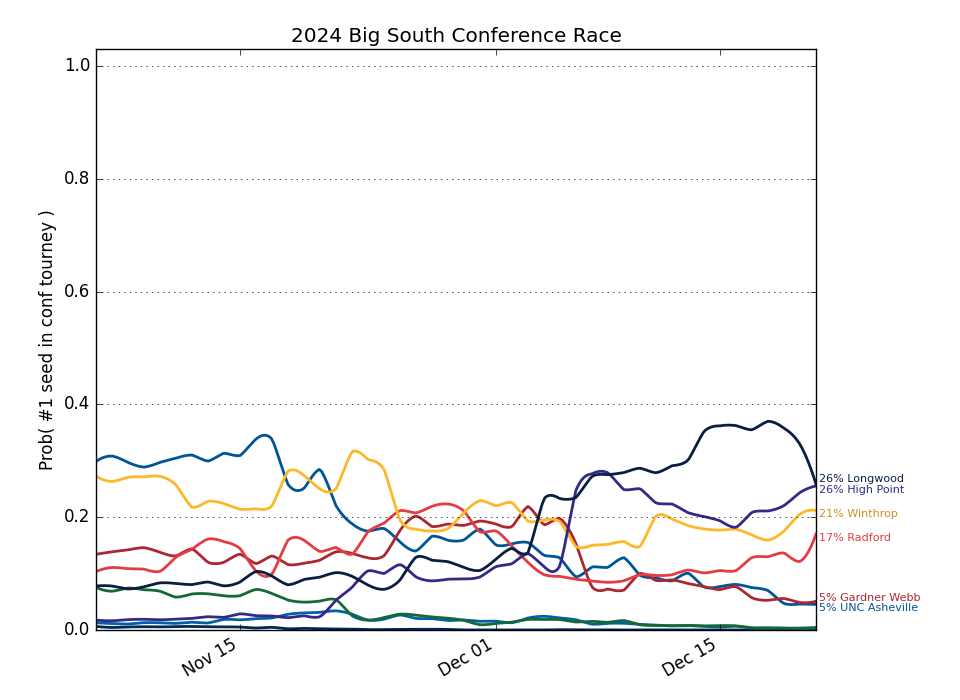 2024 Big South Conference Race
Prob( #1 seed in conf tourney )
1.0
0.8
0.6
0.4
0.2
0.0
Nov 15
Dec 01
Dec 15
26% Longwood
26% High Point
21% Winthrop
17% Radford
5% Gardner Webb
5% UNC Asheville